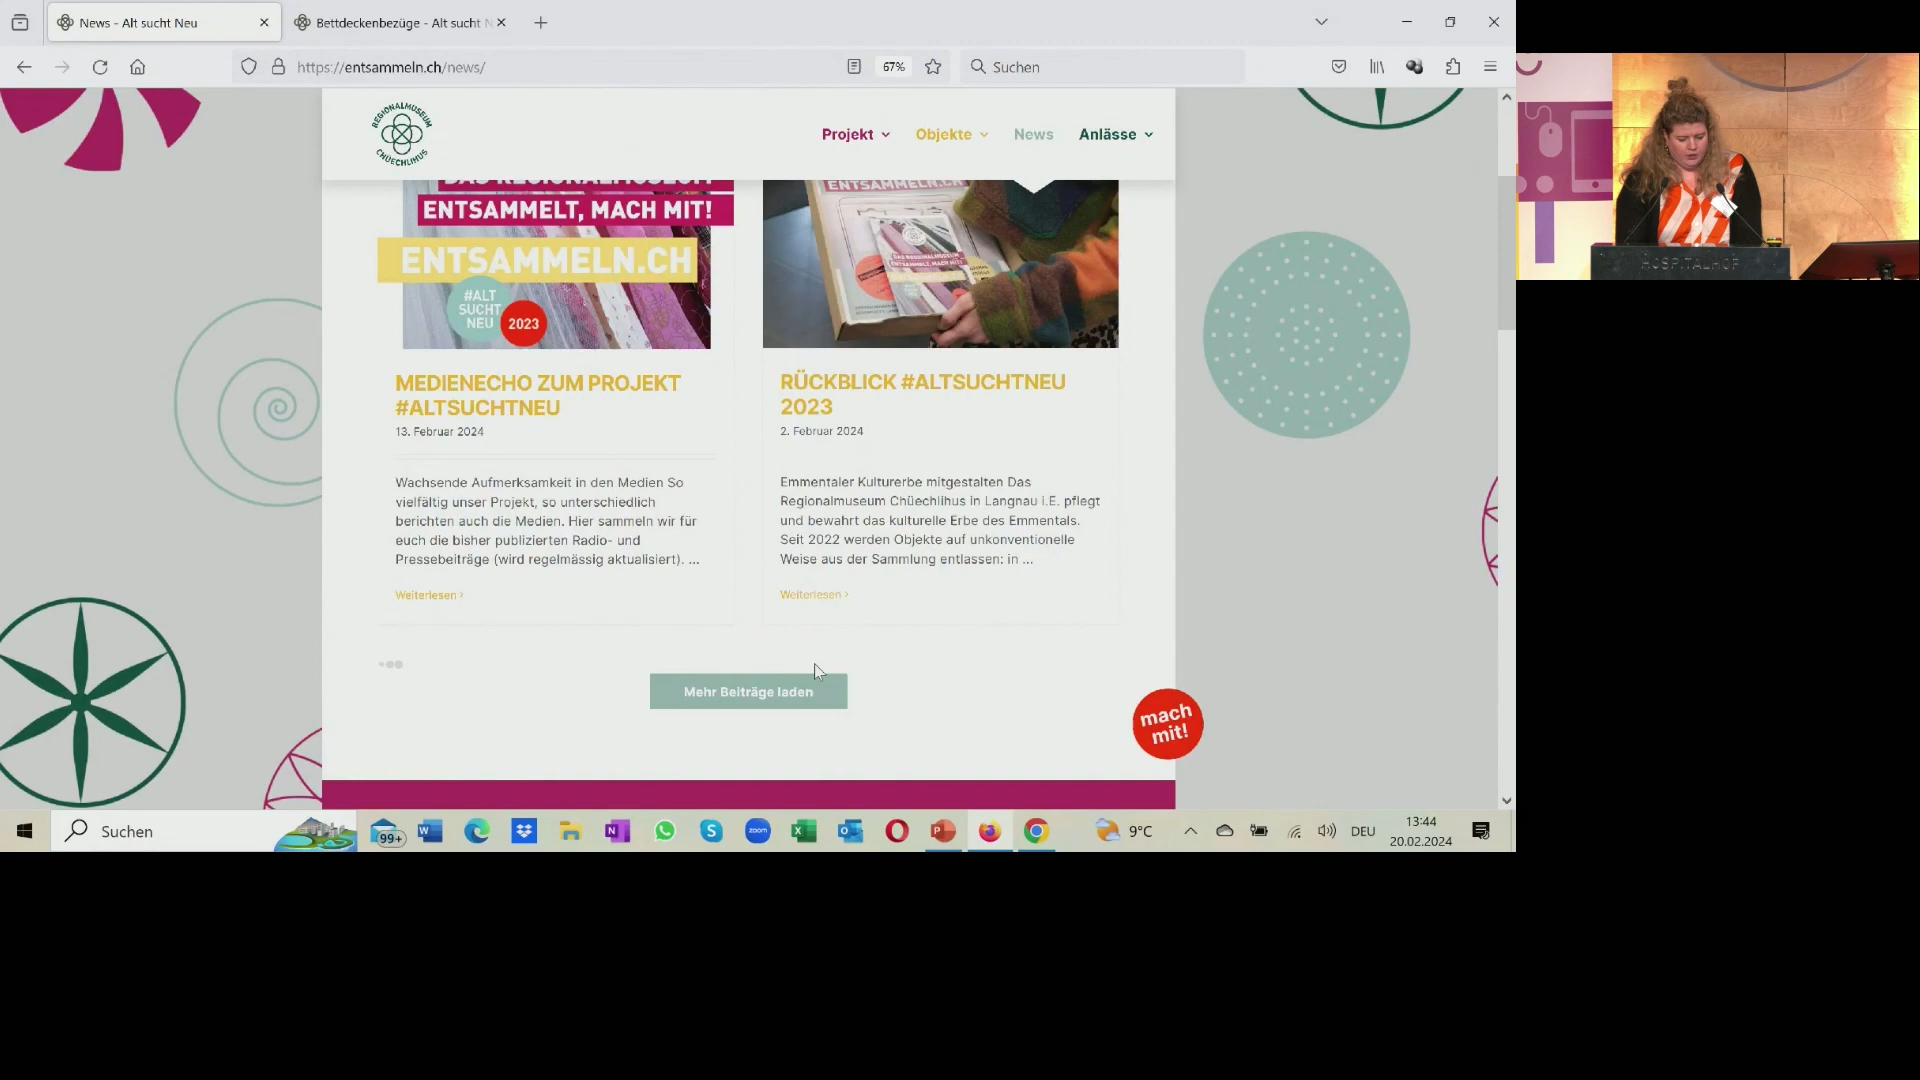 News - Alt sucht Neu
Bettdeckenbezüge - Alt sucht N
https://entsammeln.ch/news/
67%
Suchen
REGIONALMUSEUM
CHÜECHLIHUS
Projekt
Objekte
News
Anlässe
DAS REGIONALMUSEUM
ENTSAMMELT, MACH MIT!
ENTSAMMELN.CH
#ALT
SUCHT
NEU
2023
ENTSAMMELN.CH
MEDIENECHO ZUM PROJEKT
#ALTSUCHTNEU
13. Februar 2024
Wachsende Aufmerksamkeit in den Medien So
vielfältig unser Projekt, so unterschiedlich
berichten auch die Medien. Hier sammeln wir für
euch die bisher publizierten Radio- und
Pressebeiträge (wird regelmässig aktualisiert). ...
Weiterlesen
RÜCKBLICK #ALTSUCHTNEU
2023
2. Februar 2024
Emmentaler Kulturerbe mitgestalten Das
Regionalmuseum Chüechlihus in Langnau i.E. pflegt
und bewahrt das kulturelle Erbe des Emmentals.
Seit 2022 werden Objekte auf unkonventionelle
Weise aus der Sammlung entlassen: in ...
Weiterlesen
Mehr Beiträge laden
mach
mit!
Suchen
99+
zoom
9°C
DEU
13:44
20.02.2024
HOSPITALHOF